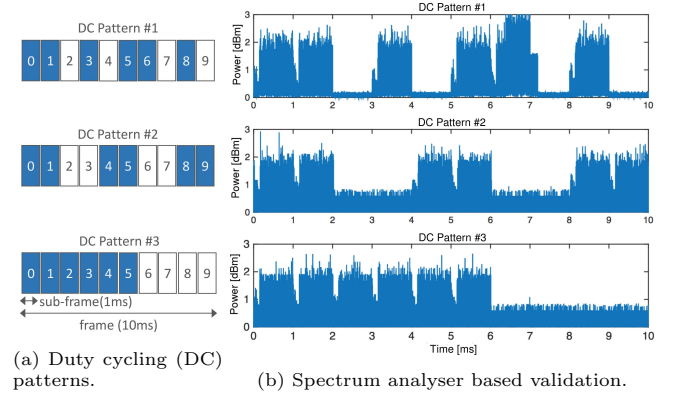 DC Pattern #1
0 1 2 3 4 5 6 7 8 9
DC Pattern #2
0 1 2 3 4 5 6 7 8 9
DC Pattern #3
0 1 2 3 4 5 6 7 8 9
sub-frame(1ms)
frame (10ms)
(a) Duty cycling (DC)
patterns.
DC Pattern #1
Power [dBm]
3
2
1
0
0 1 2 3 4 5 6 7 8 9 10
DC Pattern #2
Power [dBm]
3
2
1
0
0 1 2 3 4 5 6 7 8 9 10
DC Pattern #3
Power [dBm]
3
2
1
0
0 1 2 3 4 5 6 7 8 9 10
Time [ms]
(b) Spectrum analyser based validation.